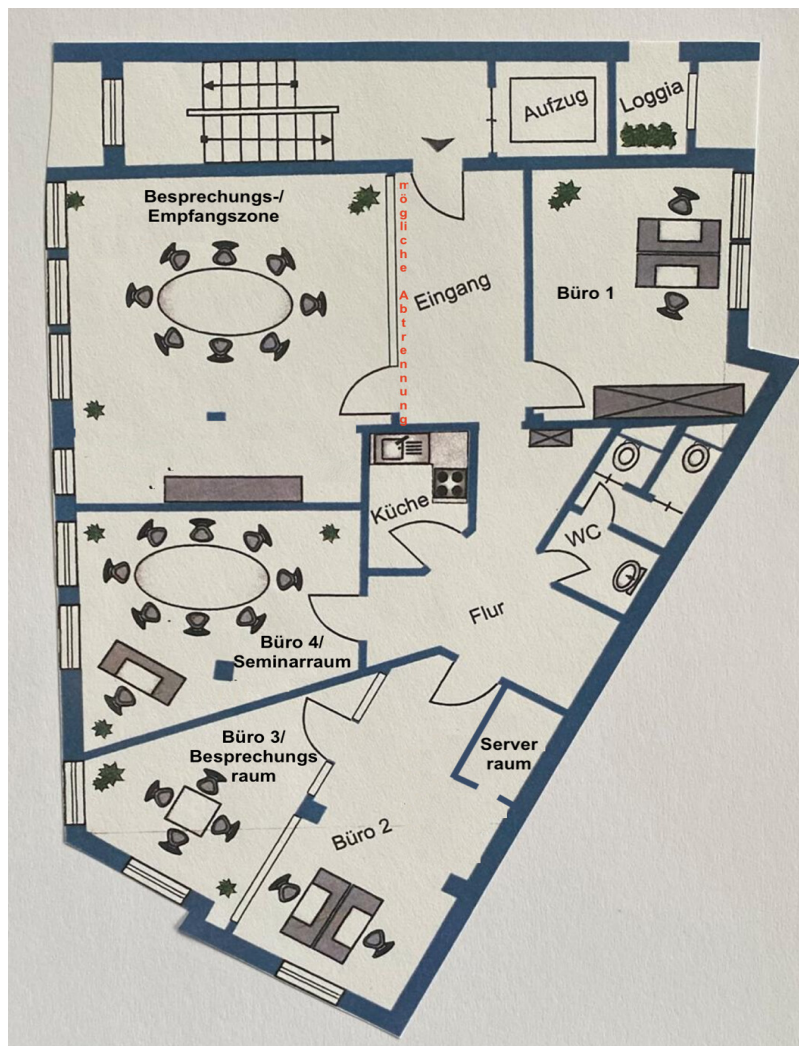 Aufzug
Loggia
Besprechungs-/
Empfangszone
mögliche Abtrennung
Eingang
Büro 1
Küche
WC
Flur
Büro 4/
Seminarraum
Büro 3/
Besprechungs
raum
Server
raum
Büro 2